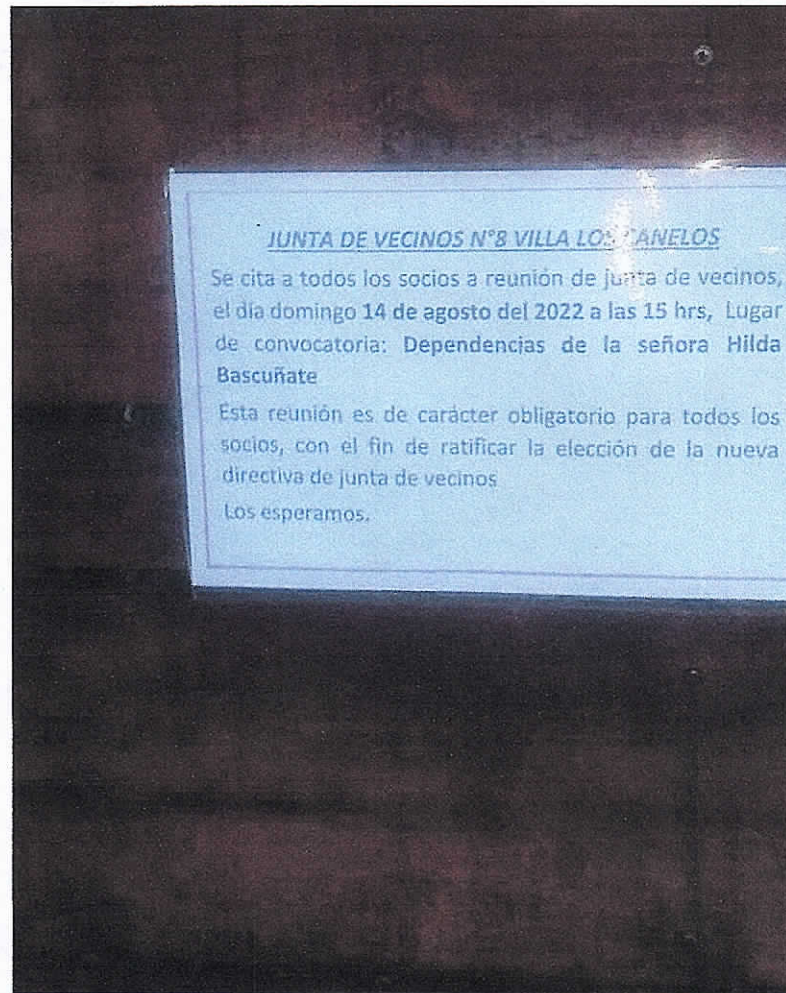 JUNTA DE VECINOS N°8 VILLA LOS CANELOS
Se cita a todos los socios a reunión de junta de vecinos,
el día domingo 14 de agosto del 2022 a las 15 hrs, Lugar
de convocatoria: Dependencias de la señora Hilda
Bascuñate
Esta reunión es de carácter obligatorio para todos los
socios, con el fin de ratificar la elección de la nueva
directiva de junta de vecinos
Los esperamos.